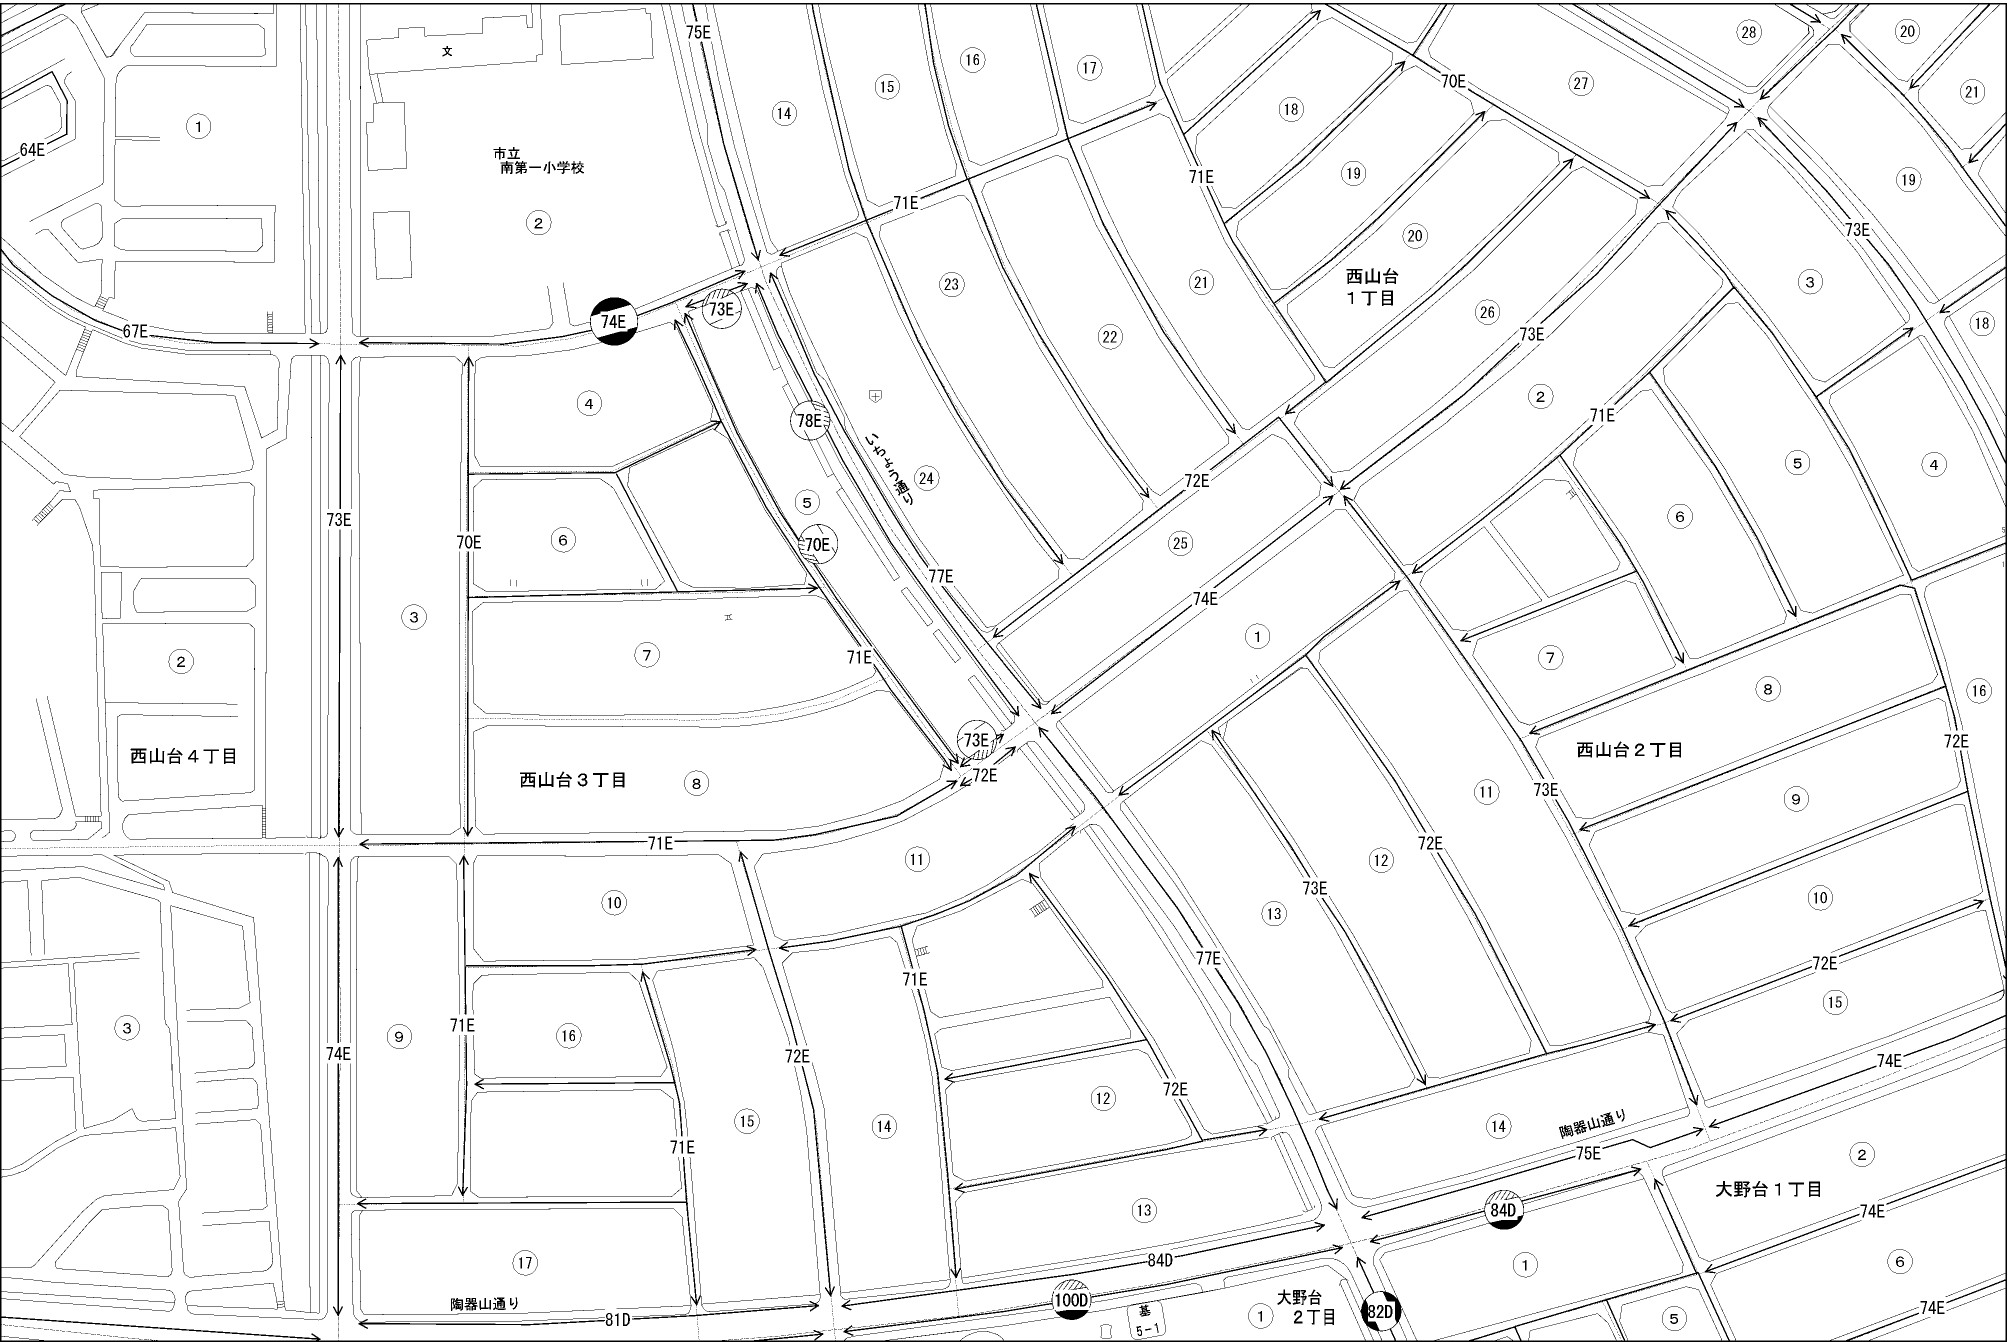 75E
文
16
17
15
14
1
64E
市立
南第一小学校
2
28
20
27
70E
18
21
19
71E
19
71E
20
73E
西山台
1丁目
3
23
21
18
73E
74E
67E
26
73E
22
4
78E
2
71E
いちょう通り
24
5
4
72E
5
6
73E
70E
6
70E
25
77E
74E
3
1
2
7
71E
7
8
16
73E
72E
西山台4丁目
西山台3丁目
8
72E
西山台2丁目
11
73E
9
71E
11
12
72E
73E
10
13
10
77E
72E
71E
15
3
71E
9
16
74E
72E
74E
72E
12
15
14
14
陶器山通り
75E
71E
2
大野台1丁目
84D
13
74E
17
84D
1
6
陶器山通り
81D
100D
墓
5-1
大野台
2丁目
1
82D
5
74E